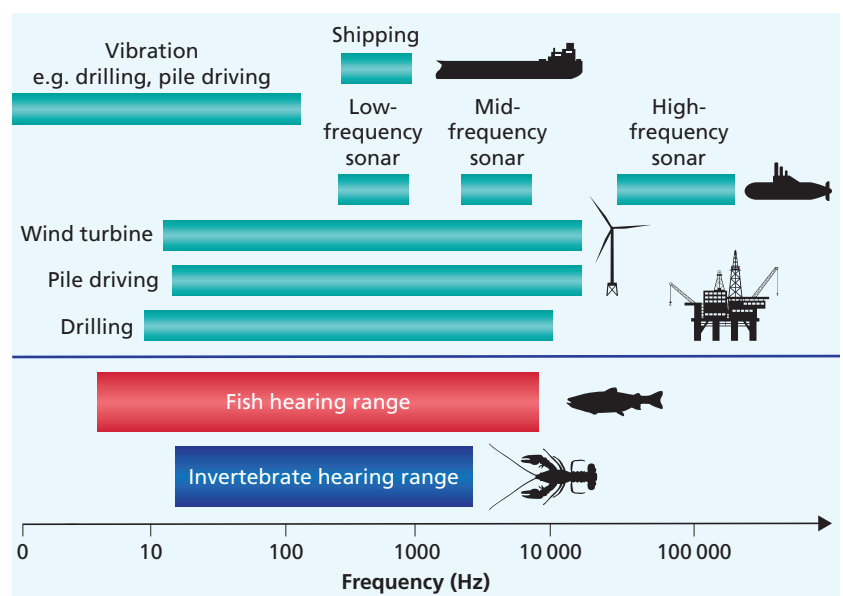 Vibration
e.g. drilling, pile driving
Shipping
Low-
frequency
sonar
Mid-
frequency
sonar
High-
frequency
sonar
Wind turbine
Pile driving
Drilling
Fish hearing range
Invertebrate hearing range
0 10 100 1000 10 000 100 000
Frequency (Hz)